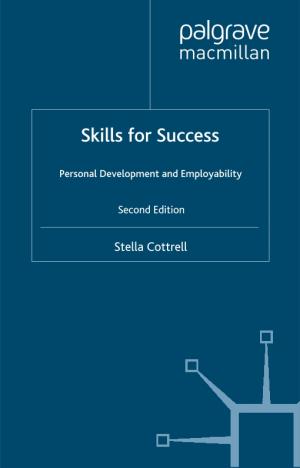 palgrave
macmillan
Skills for Success
Personal Development and Employability
Second Edition
Stella Cottrell